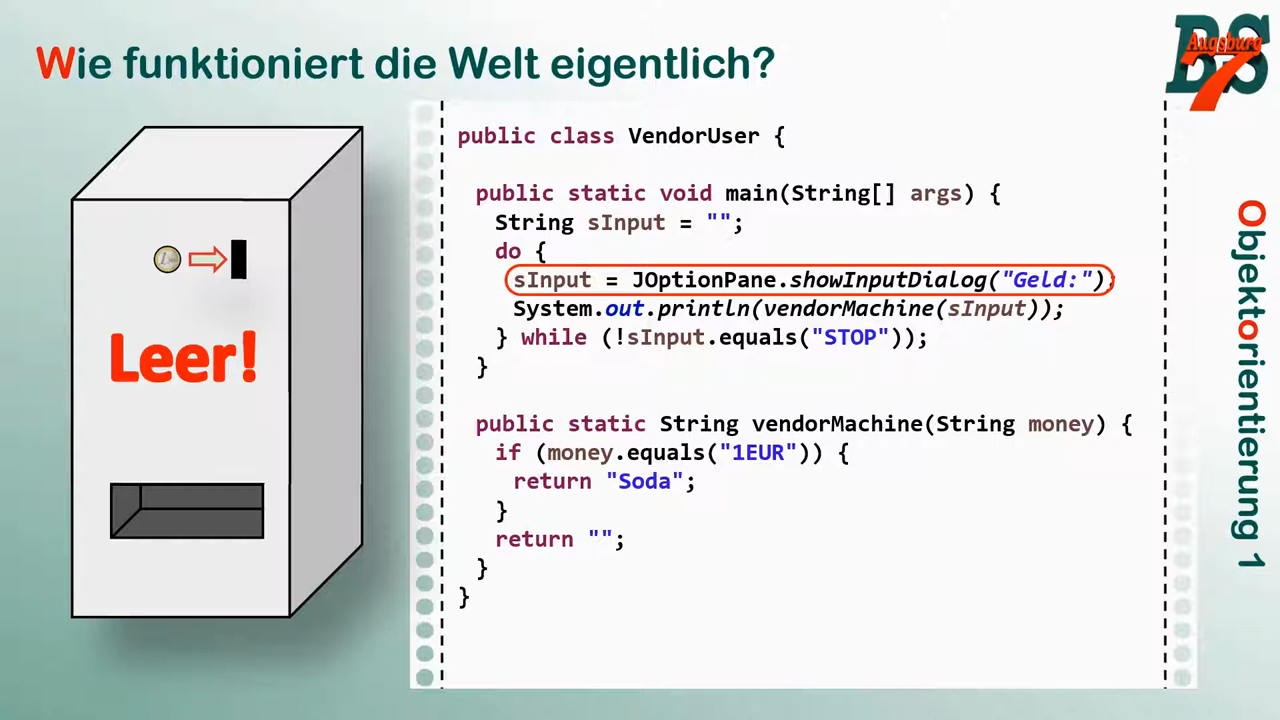 Wie funktioniert die Welt eigentlich?
BS
Augsburg
7
Leer!
public class VendorUser {
public static void main(String[] args) {
String sInput = "";
do {
sInput = JOptionPane.showInputDialog("Geld:");
System.out.println(vendorMachine(sInput));
} while (!sInput.equals("STOP"));
}
public static String vendorMachine(String money) {
if (money.equals("1EUR")) {
return "Soda";
}
return "";
}
}
Objektorientierung 1